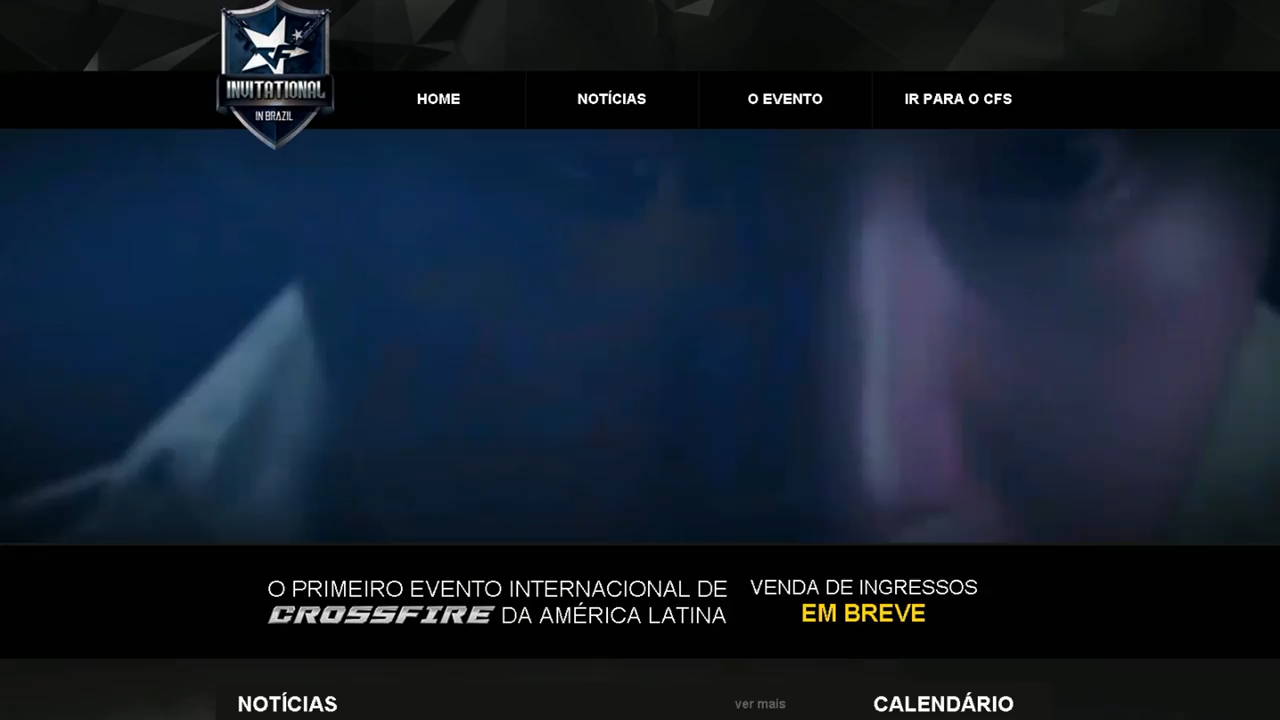 CF
INVITATIONAL
IN BRAZIL
HOME
NOTÍCIAS
O EVENTO
IR PARA O CFS
O PRIMEIRO EVENTO INTERNACIONAL DE
CROSSFIRE DA AMÉRICA LATINA
VENDA DE INGRESSOS
EM BREVE
NOTÍCIAS
ver mais
CALENDÁRIO